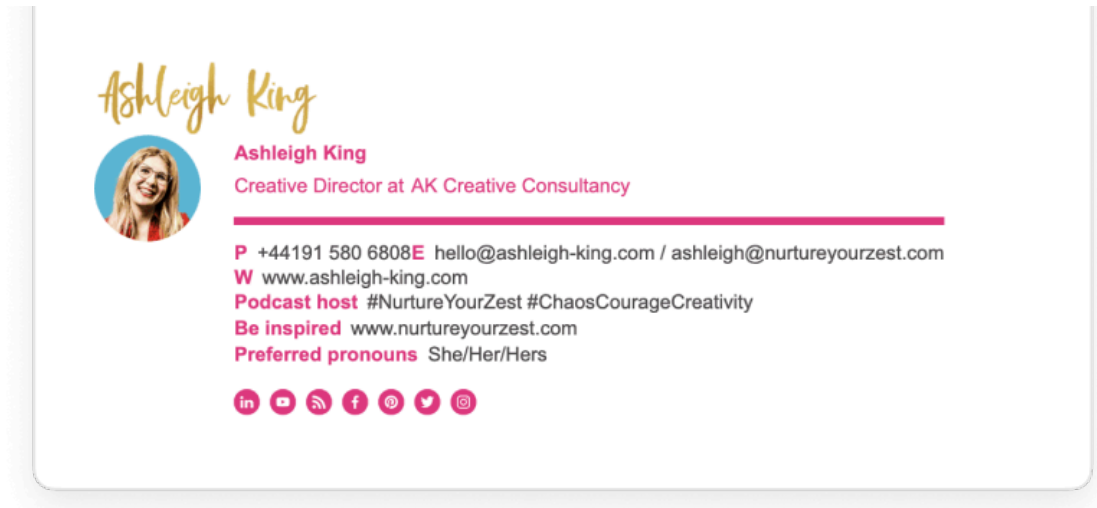 Ashleigh King
Ashleigh King
Creative Director at AK Creative Consultancy
P +44191 580 6808E hello@ashleigh-king.com / ashleigh@nurtureyourzest.com
W www.ashleigh-king.com
Podcast host #NurtureYourZest #ChaosCourageCreativity
Be inspired www.nurtureyourzest.com
Preferred pronouns She/Her/Hers